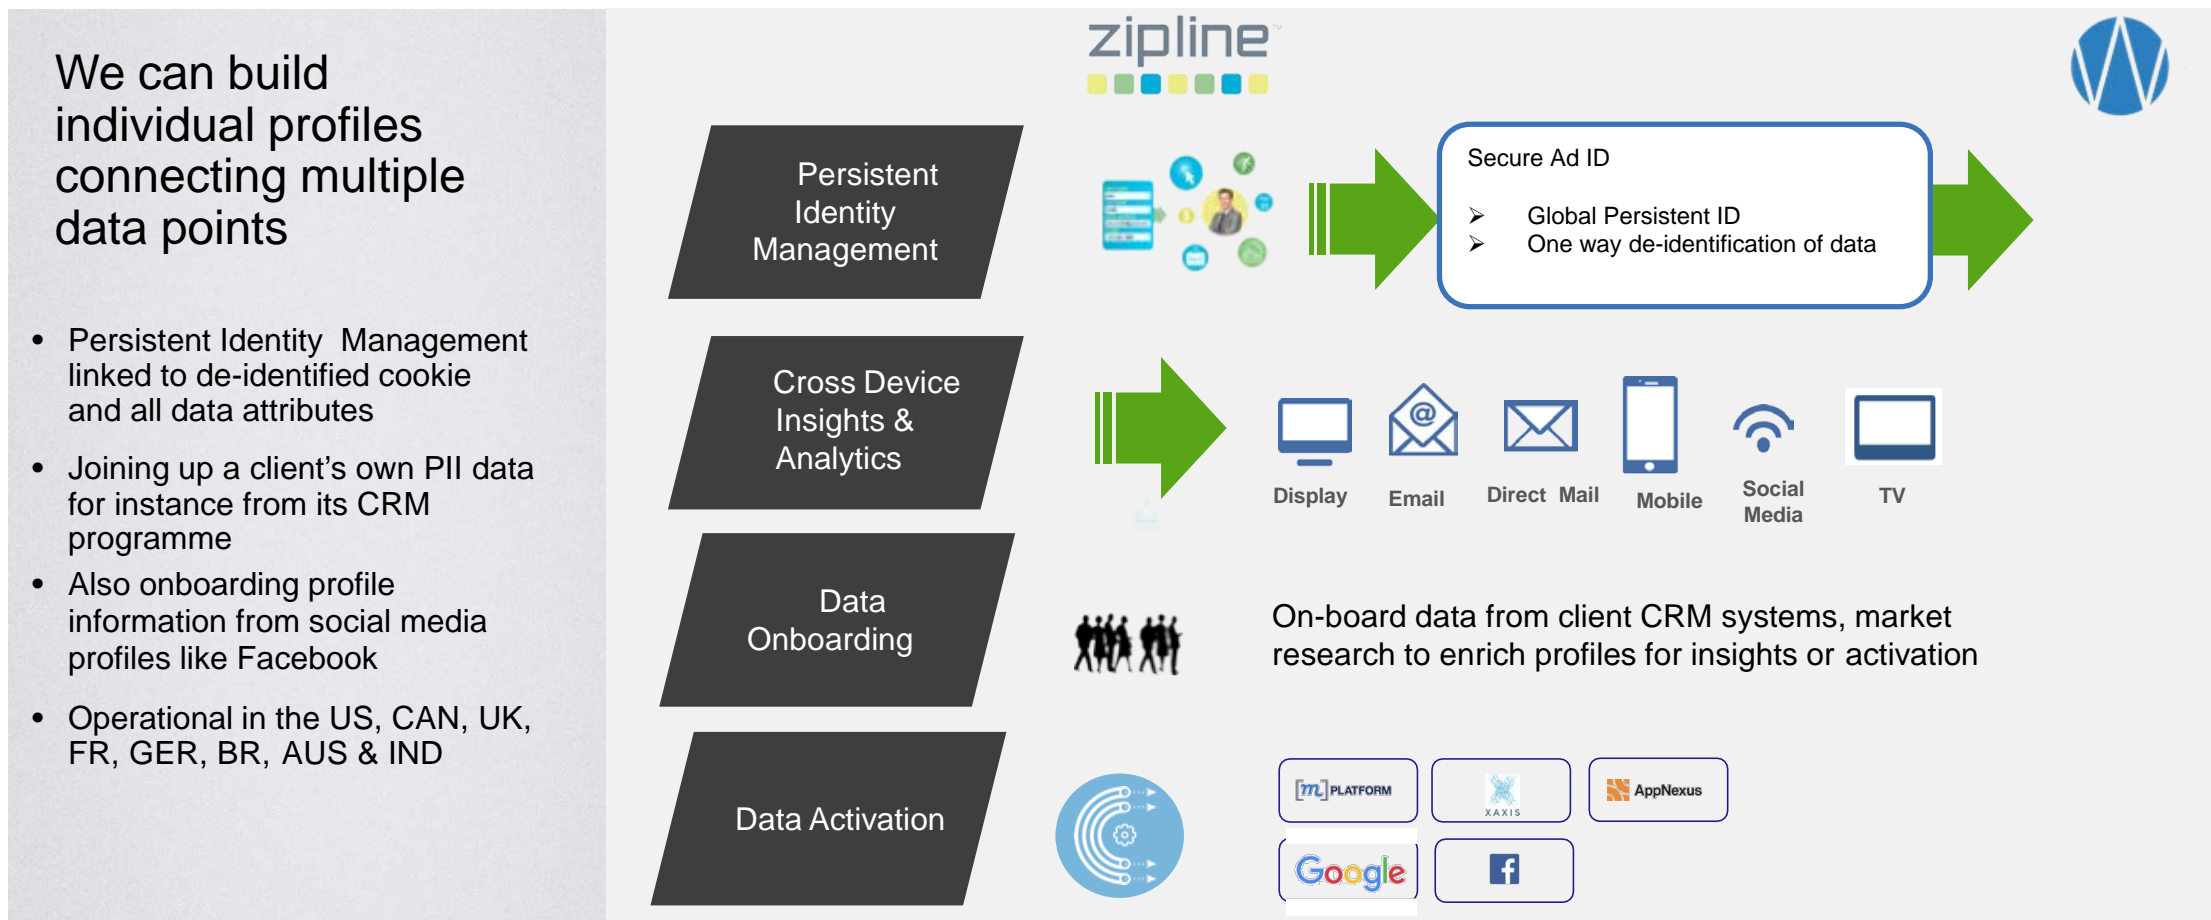 We can build
individual profiles
connecting multiple
data points
• Persistent Identity Management
linked to de-identified cookie
and all data attributes
• Joining up a client’s own PII data
for instance from its CRM
programme
• Also onboarding profile
information from social media
profiles like Facebook
• Operational in the US, CAN, UK,
FR, GER, BR, AUS & IND
zipline™
Persistent
Identity
Management
Secure Ad ID
➢ Global Persistent ID
➢ One way de-identification of data
Cross Device
Insights &
Analytics
Display
Email
Direct Mail
Mobile
Social
Media
TV
Data
Onboarding
On-board data from client CRM systems, market
research to enrich profiles for insights or activation
Data Activation
[m] PLATFORM
XAXIS
AppNexus
Google
f